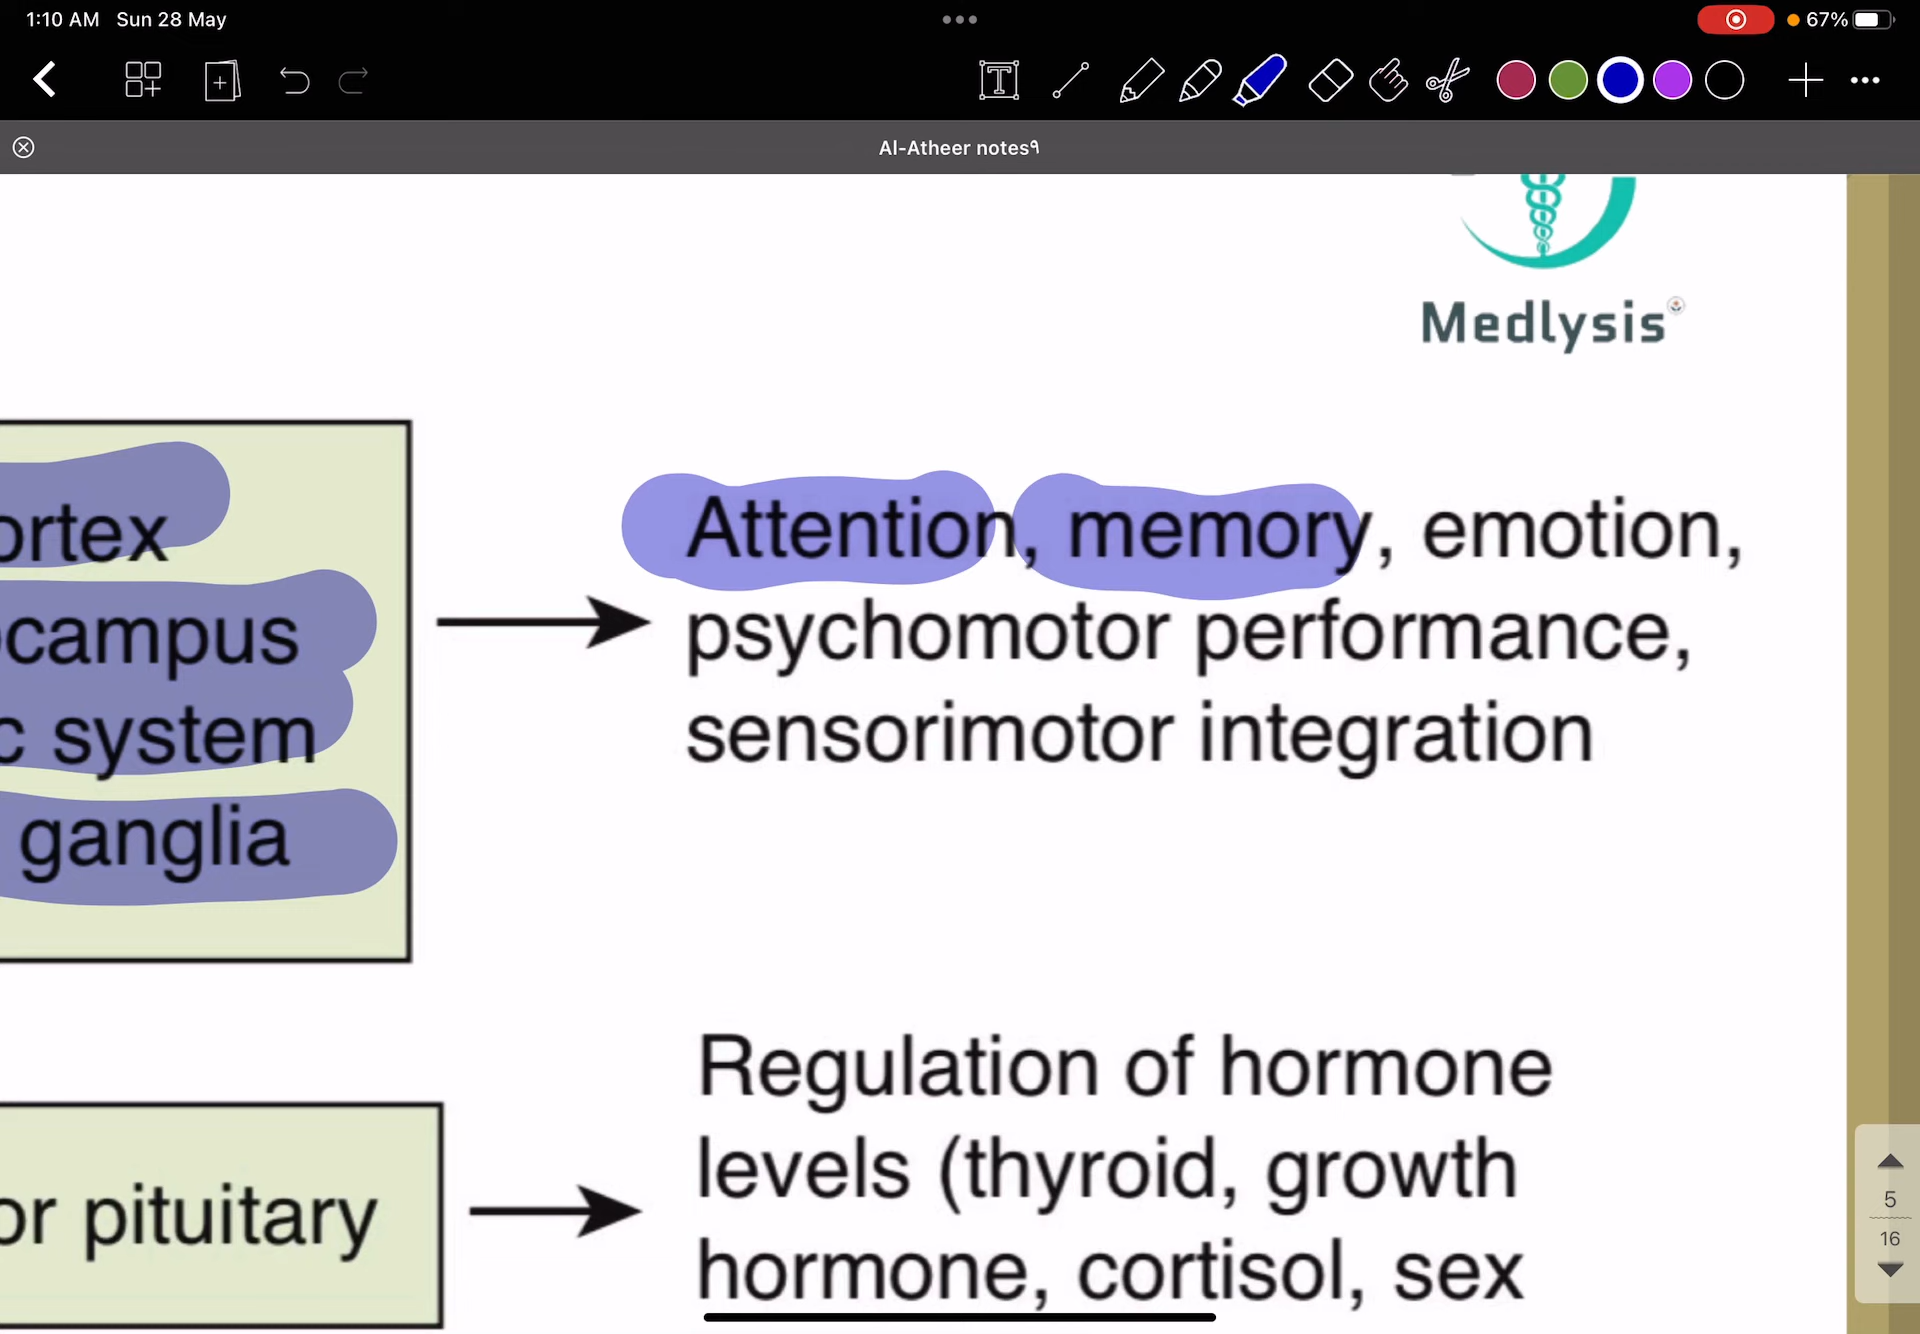 1:10 AM Sun 28 May
67%
Al-Atheer notes٩
Medlysis
ortex
campus
c system
ganglia
Attention, memory, emotion,
psychomotor performance,
sensorimotor integration
or pituitary
Regulation of hormone
levels (thyroid, growth
hormone, cortisol, sex
5
16